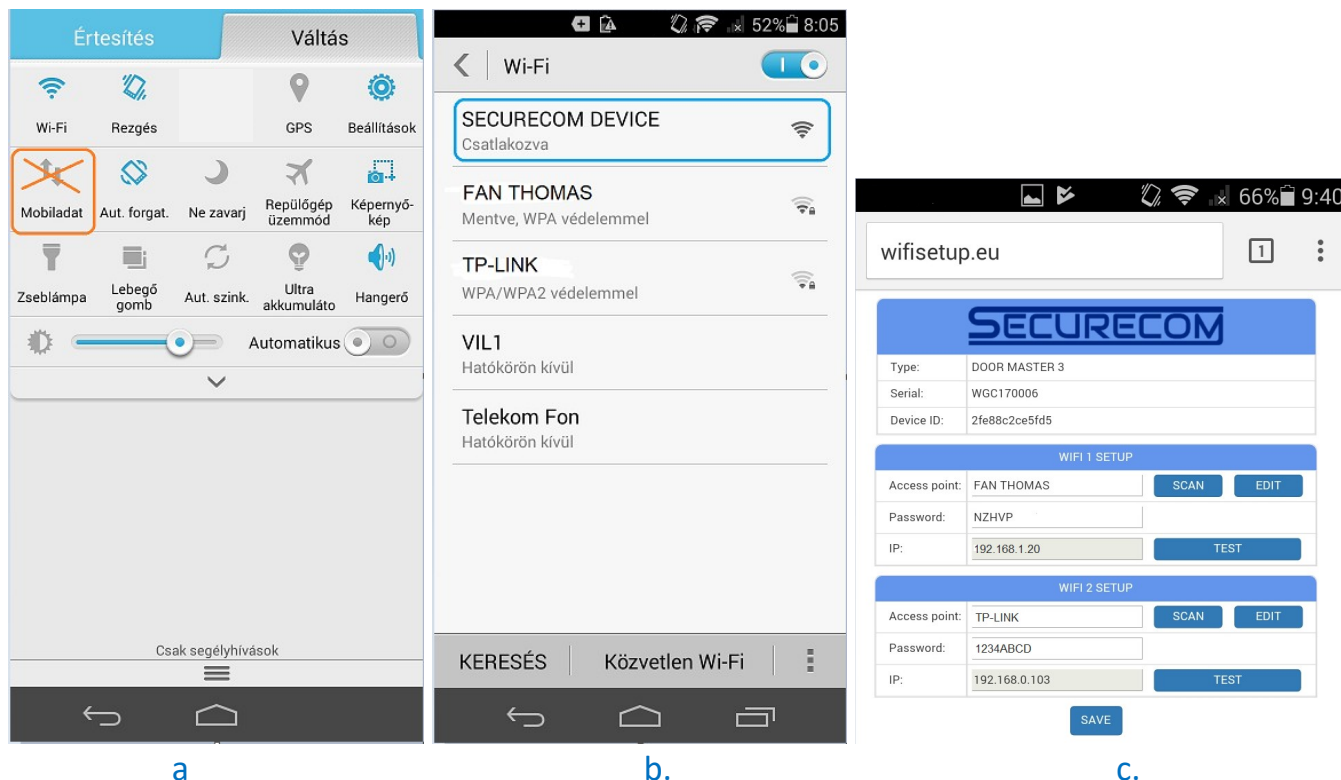 Értesítés
Váltás
Wi-Fi
Rezgés
GPS
Beállítások
Mobiladat
Aut. forgat.
Ne zavarj
Repülőgép
üzemmód
Képernyő-
kép
Zseblámpa
Lebegő
gomb
Aut. szink.
Ultra
akkumuláto
Hangerő
Automatikus
Csak segélyhívások
a
52% 8:05
Wi-Fi
SECURECOM DEVICE
Csatlakozva
FAN THOMAS
Mentve, WPA védelemmel
TP-LINK
WPA/WPA2 védelemmel
VIL1
Hatókörön kívül
Telekom Fon
Hatókörön kívül
KERESÉS
Közvetlen Wi-Fi
b.
66% 9:40
wifisetup.eu
1
SECURECOM
Type: DOOR MASTER 3
Serial: WGC170006
Device ID: 2fe88c2ce5fd5
WIFI 1 SETUP
Access point: FAN THOMAS SCAN EDIT
Password: NZHVP
IP: 192.168.1.20 TEST
WIFI 2 SETUP
Access point: TP-LINK SCAN EDIT
Password: 1234ABCD
IP: 192.168.0.103 TEST
SAVE
c.